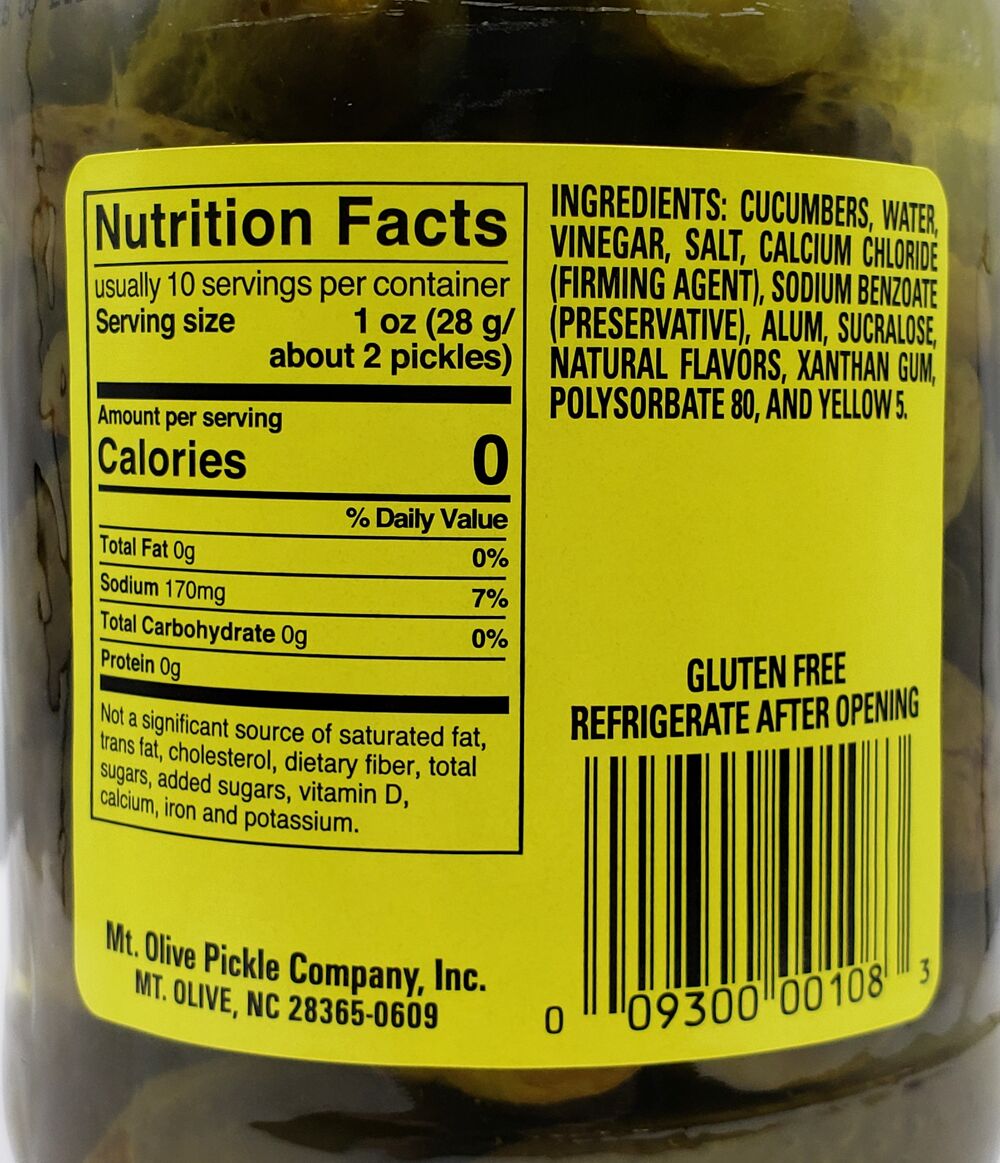 Nutrition Facts
usually 10 servings per container
Serving size 1 oz (28 g/
about 2 pickles)
Amount per serving
Calories 0
% Daily Value
Total Fat 0g 0%
Sodium 170mg 7%
Total Carbohydrate 0g 0%
Protein 0g
Not a significant source of saturated fat,
trans fat, cholesterol, dietary fiber, total
sugars, added sugars, vitamin D,
calcium, iron and potassium.
Mt. Olive Pickle Company, Inc.
MT. OLIVE, NC 28365-0609
INGREDIENTS: CUCUMBERS, WATER,
VINEGAR, SALT, CALCIUM CHLORIDE
(FIRMING AGENT), SODIUM BENZOATE
(PRESERVATIVE), ALUM, SUCRALOSE,
NATURAL FLAVORS, XANTHAN GUM,
POLYSORBATE 80, AND YELLOW 5.
GLUTEN FREE
REFRIGERATE AFTER OPENING
0 09300 00108 3